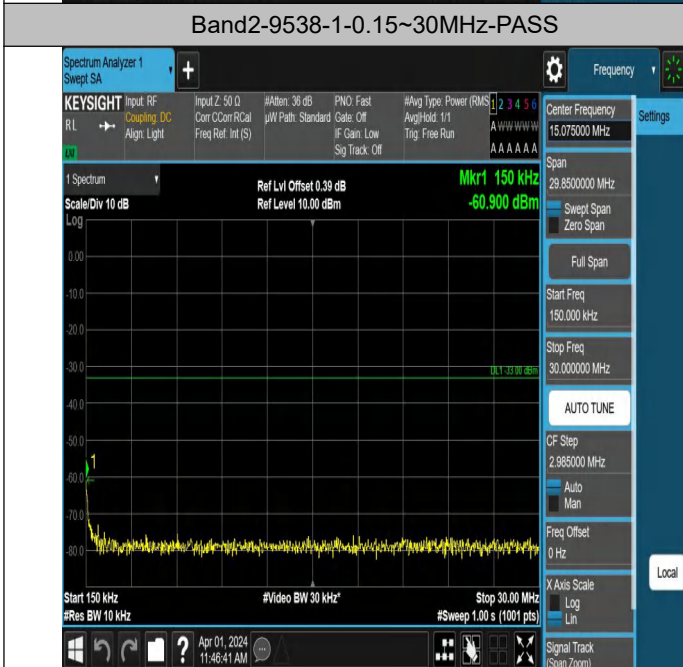 Band2-9538-1-0.15~30MHz-PASS
Spectrum Analyzer 1
Swept SA
+
Frequency
KEYSIGHT
RL
Input: RF
Coupling: DC
Align: Light
Input Z: 50 Ω
Corr CCorr RCal
Freq Ref: Int (S)
#Atten: 36 dB
µW Path: Standard
PNO: Fast
Gate: Off
IF Gain: Low
Sig Track: Off
#Avg Type: Power (RMS
Avg|Hold: 1/1
Trig: Free Run
1 2 3 4 5 6
A W W W W W
A A A A A A
1 Spectrum
Scale/Div 10 dB
Log
Ref Lvl Offset 0.39 dB
Ref Level 10.00 dBm
Mkr1 150 kHz
-60.900 dBm
0.00
-10.0
-20.0
-30.0
-40.0
-50.0
-60.0
-70.0
-80.0
DL1 -33.00 dBm
1
Start 150 kHz
#Res BW 10 kHz
#Video BW 30 kHz*
Stop 30.00 MHz
#Sweep 1.00 s (1001 pts)
?
Apr 01, 2024
11:46:41 AM
Center Frequency
15.075000 MHz
Settings
Span
29.8500000 MHz
Swept Span
Zero Span
Full Span
Start Freq
150.000 kHz
Stop Freq
30.000000 MHz
AUTO TUNE
CF Step
2.985000 MHz
Auto
Man
Freq Offset
0 Hz
Local
X Axis Scale
Log
Lin
Signal Track
(Span Zoom)